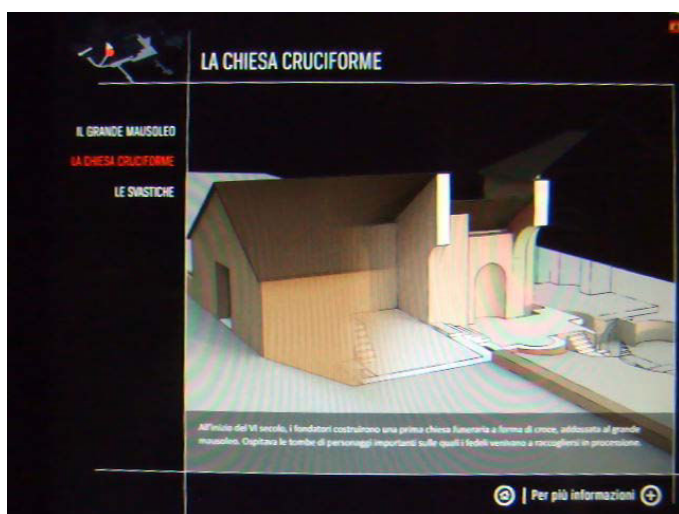 LA CHIESA CRUCIFORME
IL GRANDE MAUSOLEO
LA CHIESA CRUCIFORME
LE SVASTICHE
All'inizio del VI secolo, i fondatori costruirono una prima chiesa funeraria a forma di croce, addossata al grande
mausoleo. Ospitava le tombe di personaggi importanti sulle quali i fedeli venivano a raccogliersi in processione.
Per più informazioni